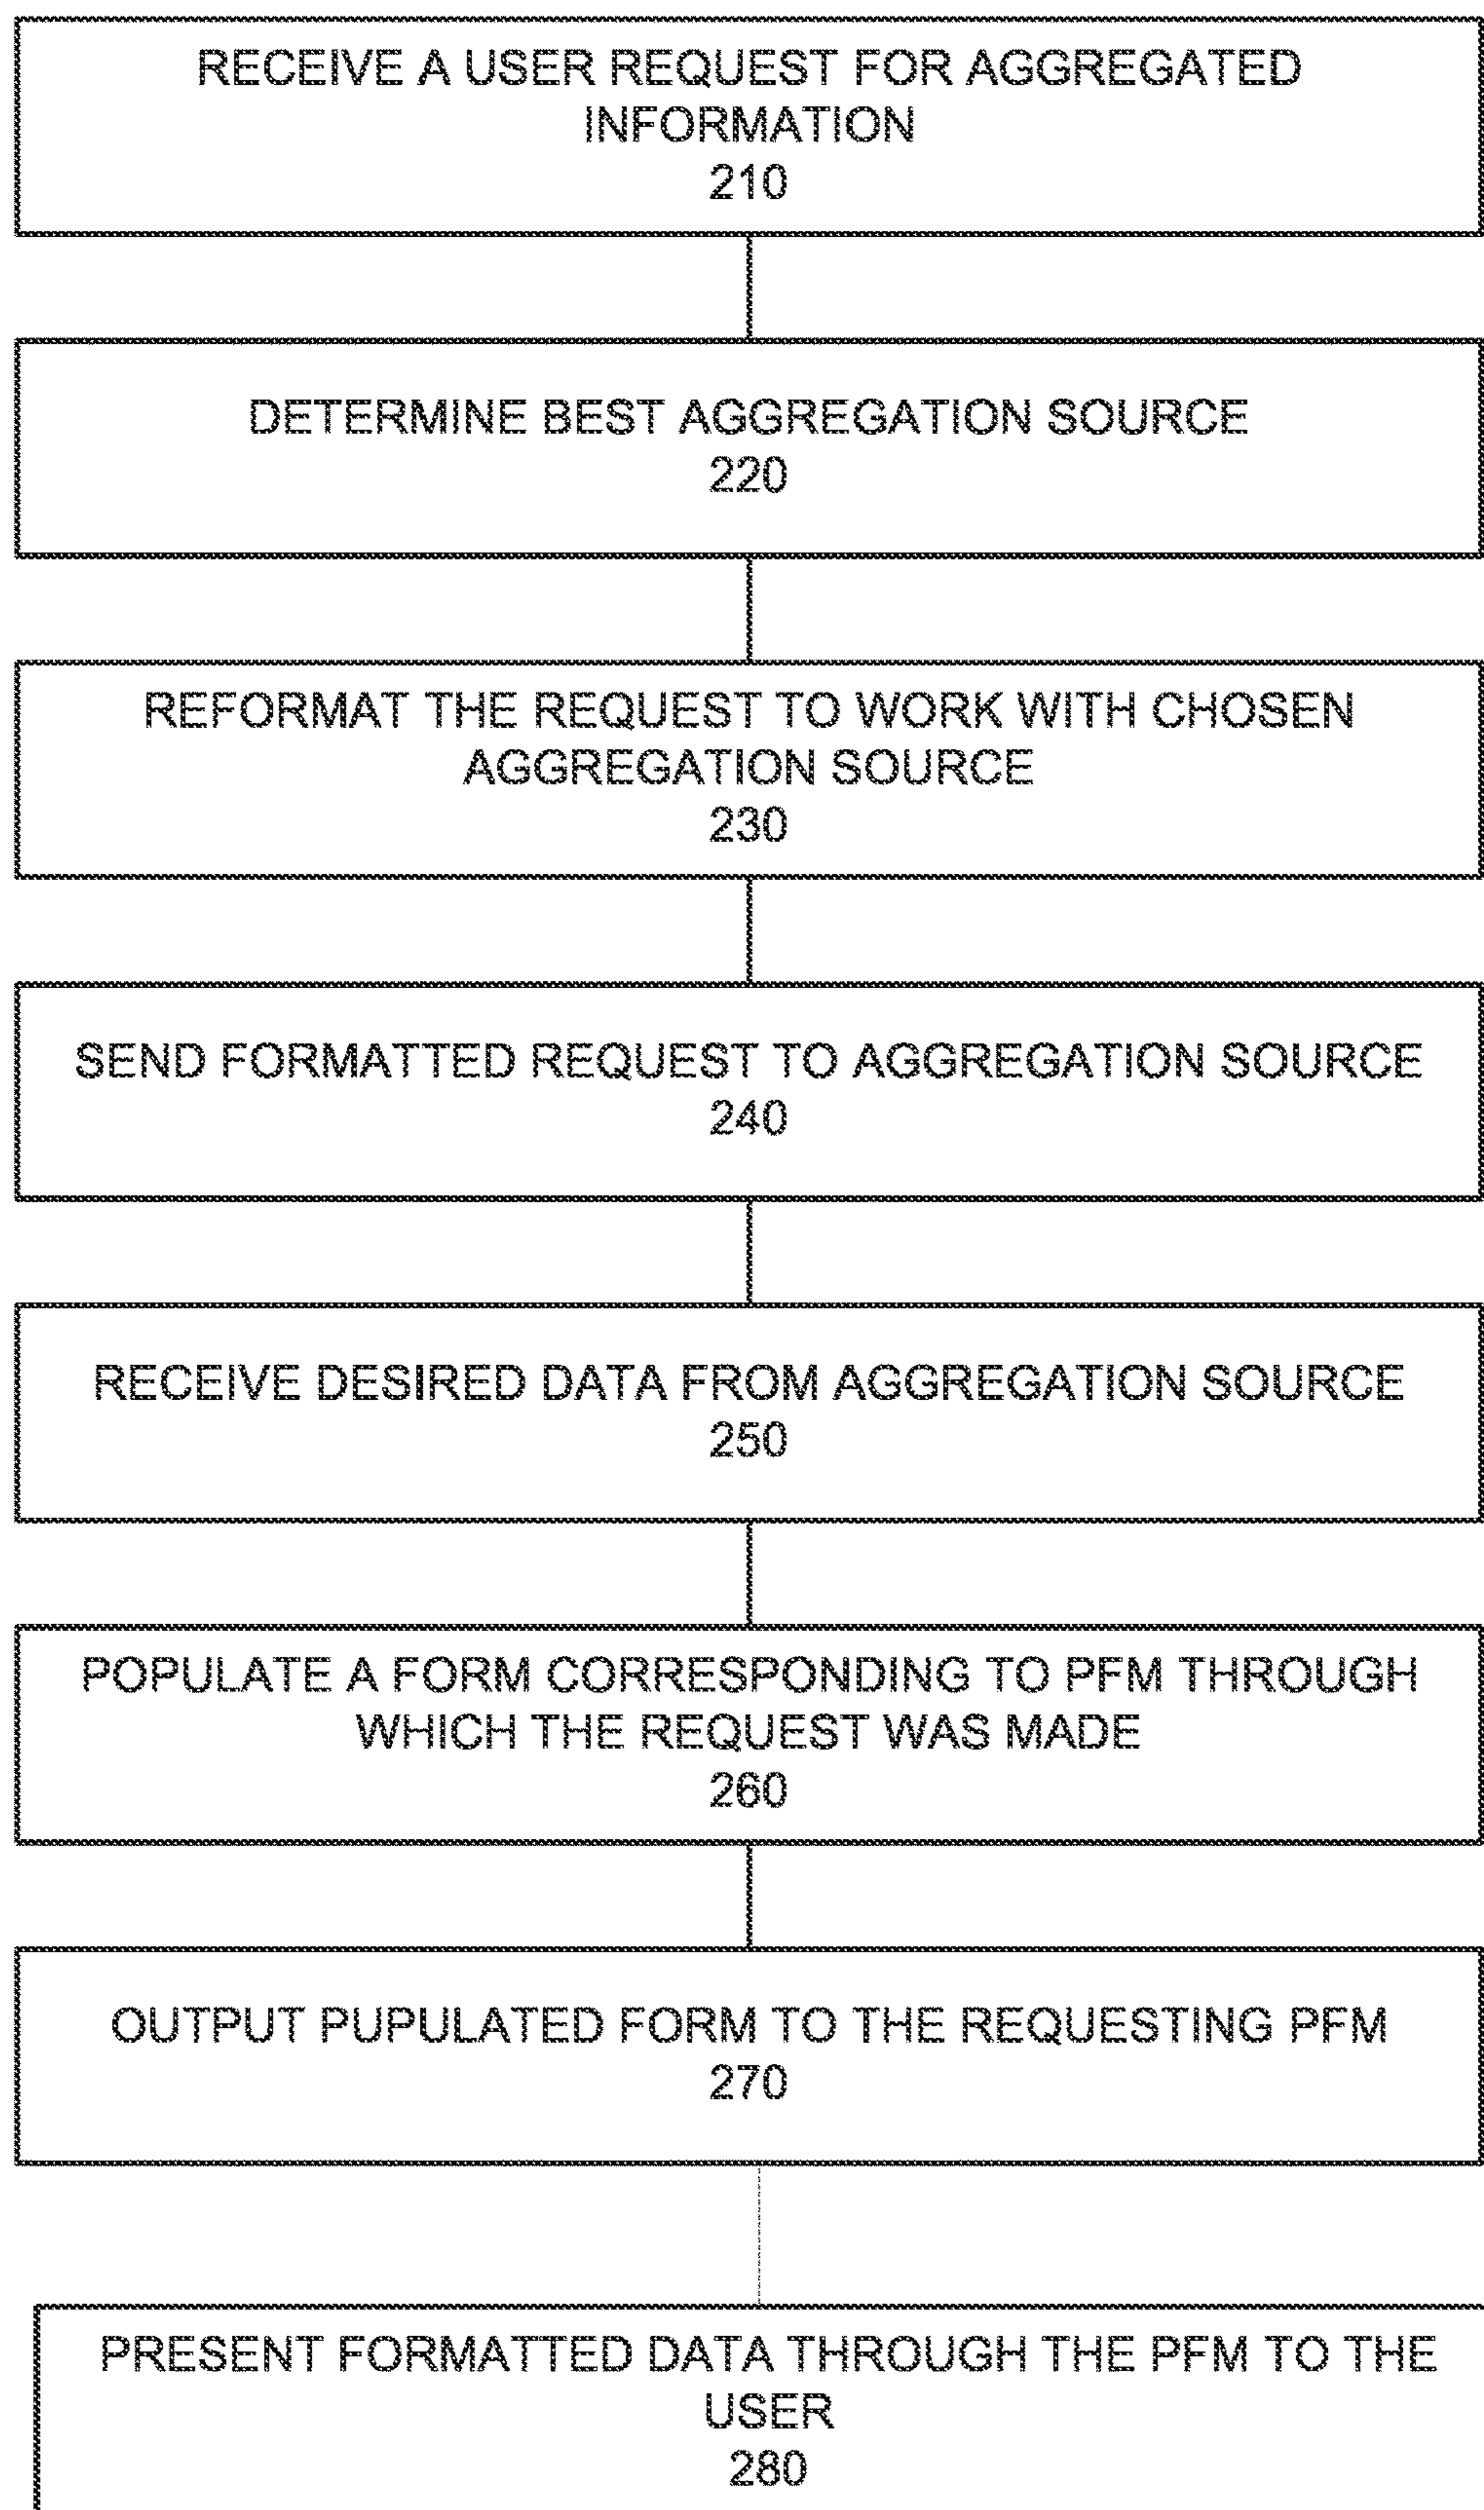 RECEIVE A USER REQUEST FOR AGGREGATED
INFORMATION
210
DETERMINE BEST AGGREGATION SOURCE
220
REFORMAT THE REQUEST TO WORK WITH CHOSEN
AGGREGATION SOURCE
230
SEND FORMATTED REQUEST TO AGGREGATION SOURCE
240
RECEIVE DESIRED DATA FROM AGGREGATION SOURCE
250
POPULATE A FORM CORRESPONDING TO PFM THROUGH
WHICH THE REQUEST WAS MADE
260
OUTPUT PUPULATED FORM TO THE REQUESTING PFM
270
PRESENT FORMATTED DATA THROUGH THE PFM TO THE
USER
280